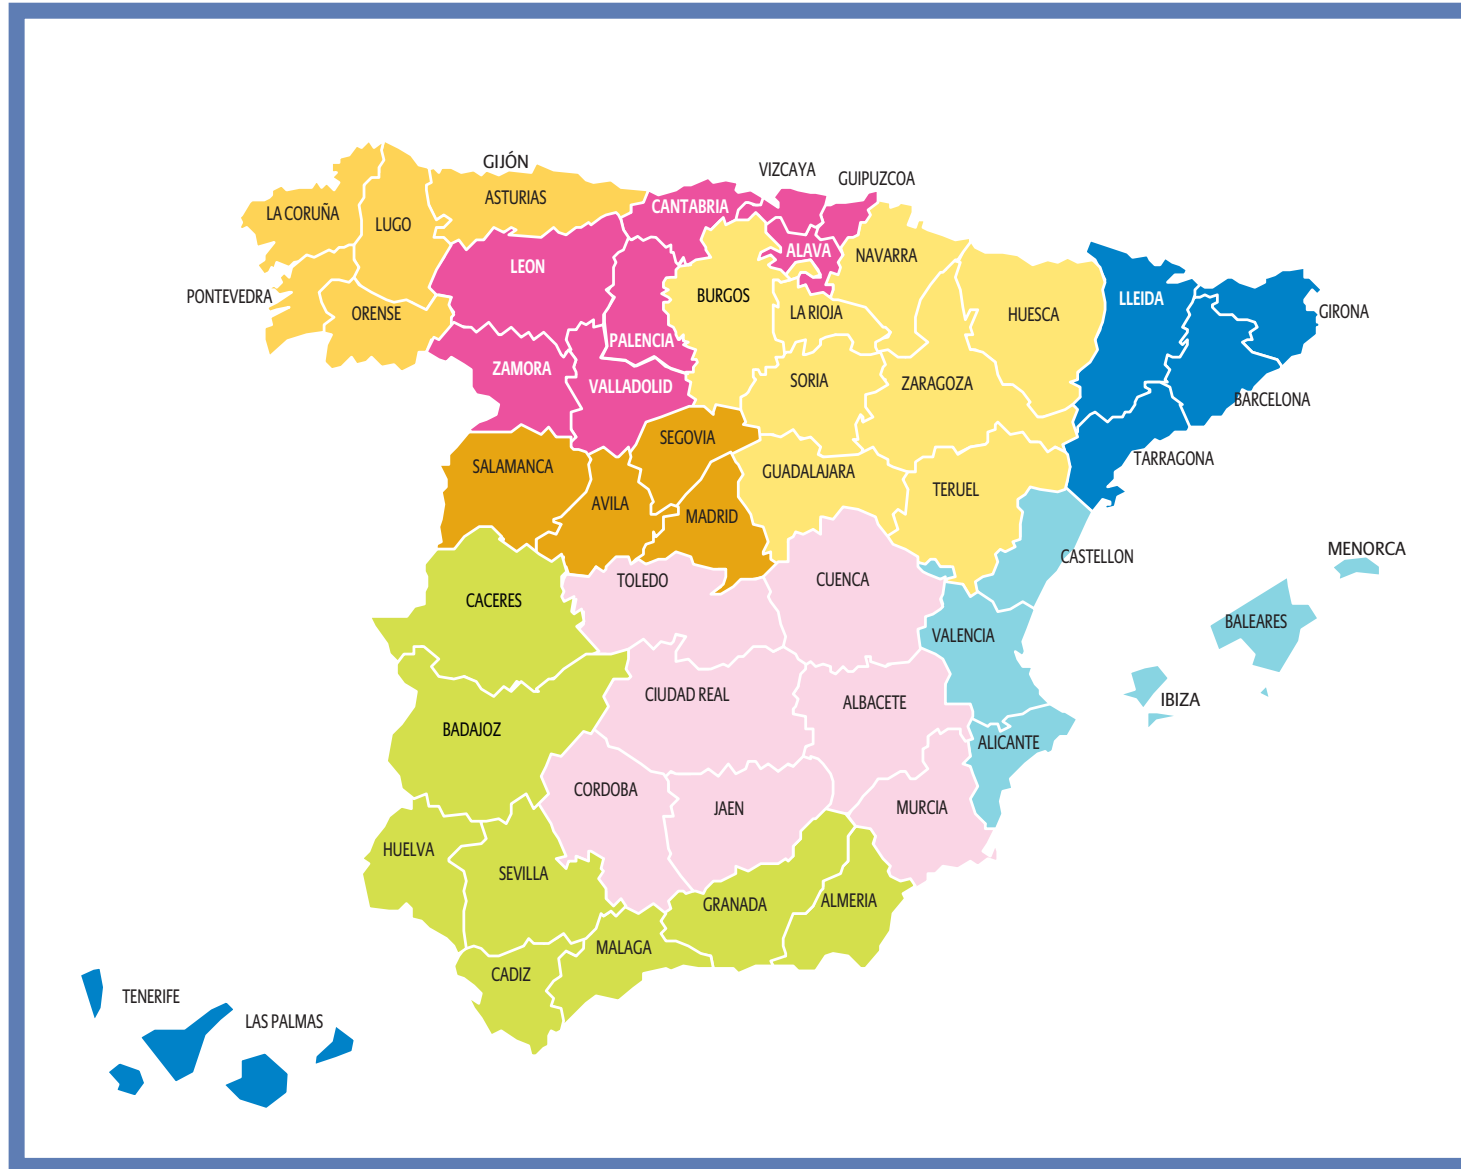 GIJÓN
VIZCAYA
GUIPUZCOA
ASTURIAS
CANTABRIA
LA CORUÑA
LUGO
ALAVA
NAVARRA
LEON
PONTEVEDRA
BURGOS
LLEIDA
ORENSE
LA RIOJA
HUESCA
GIRONA
PALENCIA
ZAMORA
VALLADOLID
SORIA
ZARAGOZA
BARCELONA
SEGOVIA
SALAMANCA
GUADALAJARA
TARRAGONA
AVILA
MADRID
TERUEL
MENORCA
CASTELLON
TOLEDO
CUENCA
CACERES
BALEARES
VALENCIA
CIUDAD REAL
ALBACETE
IBIZA
BADAJOZ
ALICANTE
CORDOBA
JAEN
MURCIA
HUELVA
SEVILLA
GRANADA
ALMERIA
MALAGA
CADIZ
TENERIFE
LAS PALMAS